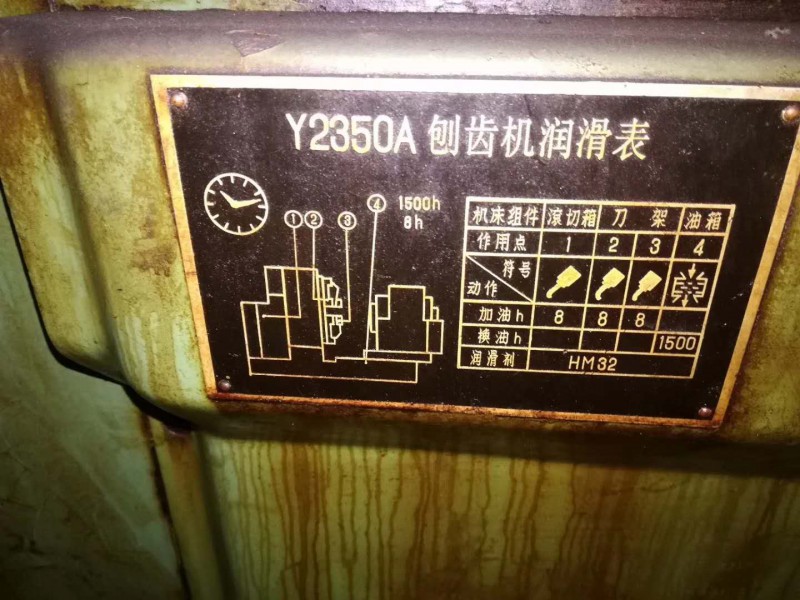 Y2350A 刨齿机润滑表
① ② ③ ④ 1500h
8h
机床组件 滚切箱 刀 架 油箱
作用点 1 2 3 4
符号
动作
加油h 8 8 8
换油h 1500
润滑剂 HM32